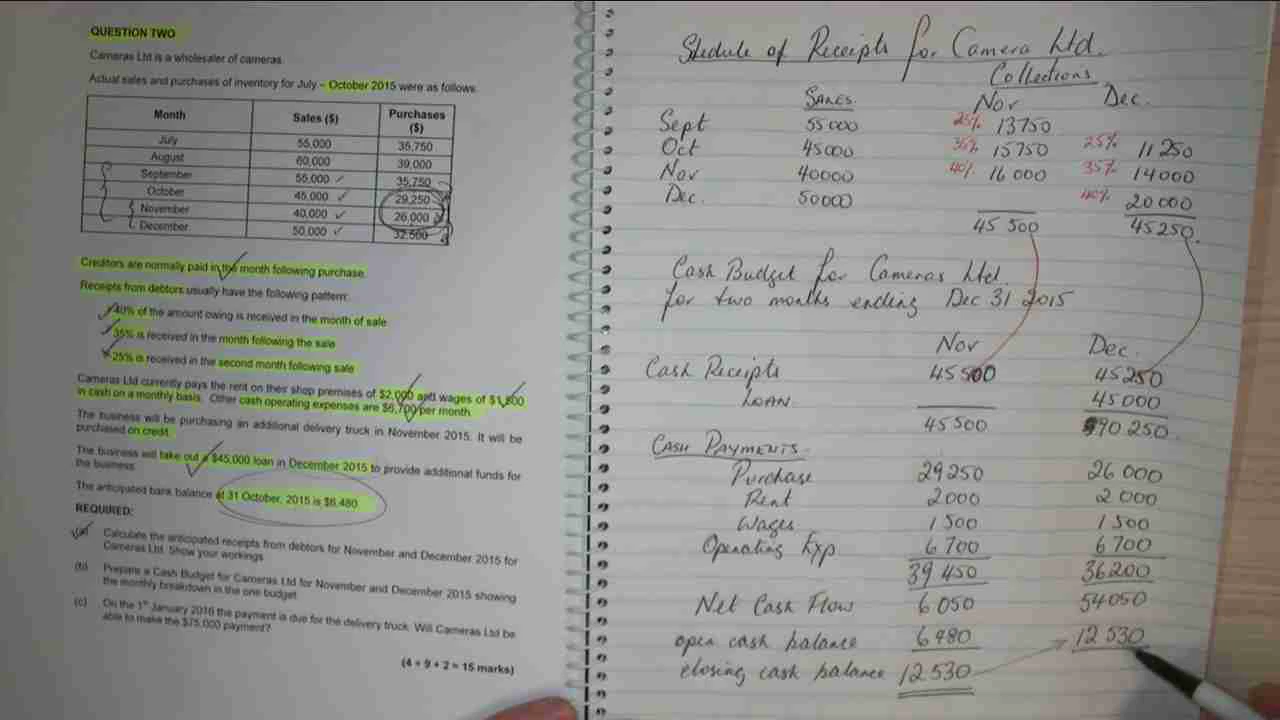 QUESTION TWO
Cameras Ltd is a wholesaler of cameras.
Actual sales and purchases of inventory for July – October 2015 were as follows.
Month Sales ($) Purchases ($)
July 55,000 35,750
August 60,000 39,000
September 55,000 35,750
October 45,000 29,250
November 40,000 26,000
December 50,000 32,500
Creditors are normally paid in the month following purchase.
Receipts from debtors usually have the following pattern:
40% of the amount owing is received in the month of sale
35% is received in the month following the sale
25% is received in the second month following sale
Cameras Ltd currently pays the rent on their shop premises of $2,000 and wages of
in cash on a monthly basis. Other cash operating expenses are $6,700 per month.
The business will be purchasing an additional delivery truck in November 2015. It will be
purchased on credit.
The business will take out a $45,000 loan in December 2015 to provide additional funds for
the business.
The anticipated bank balance at 31 October, 2015 is $6,480
REQUIRED:
(a) Calculate the anticipated receipts from debtors for November and December 2015 for
Cameras Ltd. Show your workings
(b) Prepare a Cash Budget for Cameras Ltd for November and December 2015 showing
the monthly breakdown in the one budget
(c) On the 1st January 2016 the payment is due for the delivery truck. Will Cameras Ltd be
able to make the $75,000 payment?
(4 + 9 + 2 = 15 marks)
Shedule of Receipts for Camera Ltd.
Collections
SALES. Nov Dec.
Sept 55000 25% 13750
Oct 45000 35% 15750 25% 11250
Nov 40000 40% 16000 35% 14000
Dec. 50000 40% 20000
45500 45250.
Cash Budget for Cameras Ltd
for two months ending Dec 31 2015
Nov Dec.
Cash Receipts 45500 45250
LOAN 45000
45500 90250.
CASH PAYMENTS.
Purchase 29250 26000
Rent 2000 2000
Wages 1500 1500
Operating Exp 6700 6700
39450 36200
Net Cash Flow 6050 54050
open cash balance 6480 12530
closing cash balance 12530